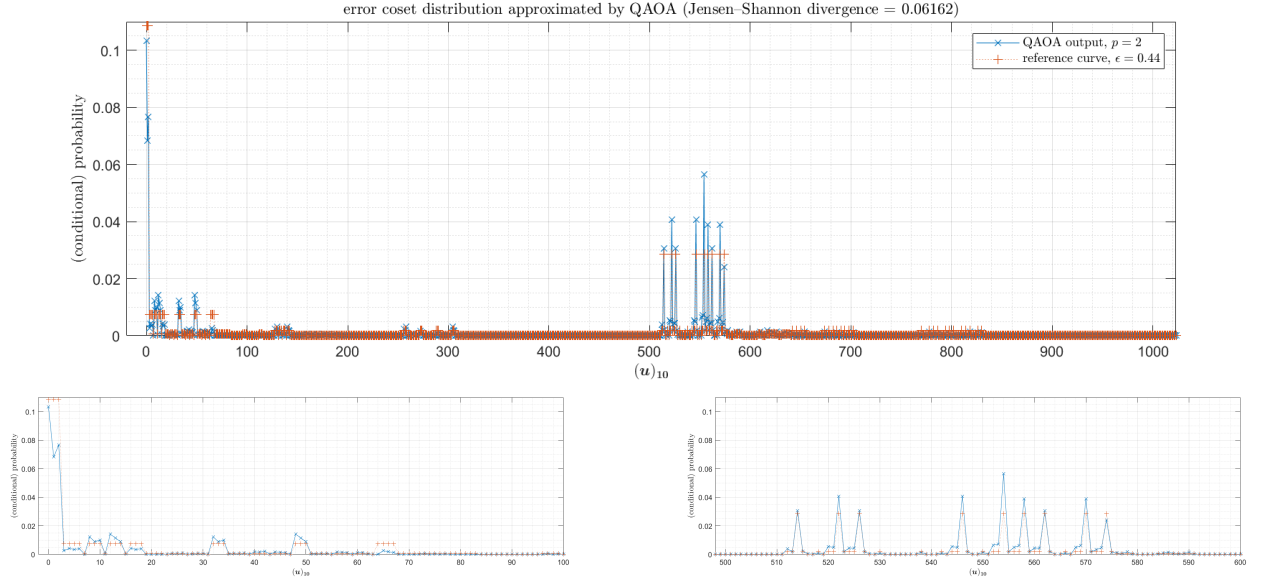 error coset distribution approximated by QAOA (Jensen–Shannon divergence = 0.06162)
0.1
0.08
0.06
0.04
0.02
0
(conditional) probability
QAOA output, p = 2
reference curve, ϵ = 0.44
0 100 200 300 400 500 600 700 800 900 1000
(u)₁₀
0.1
0.08
0.06
0.04
0.02
0
(conditional) probability
0 10 20 30 40 50 60 70 80 90 100
(u)₁₀
0.1
0.08
0.06
0.04
0.02
0
(conditional) probability
500 510 520 530 540 550 560 570 580 590 600
(u)₁₀